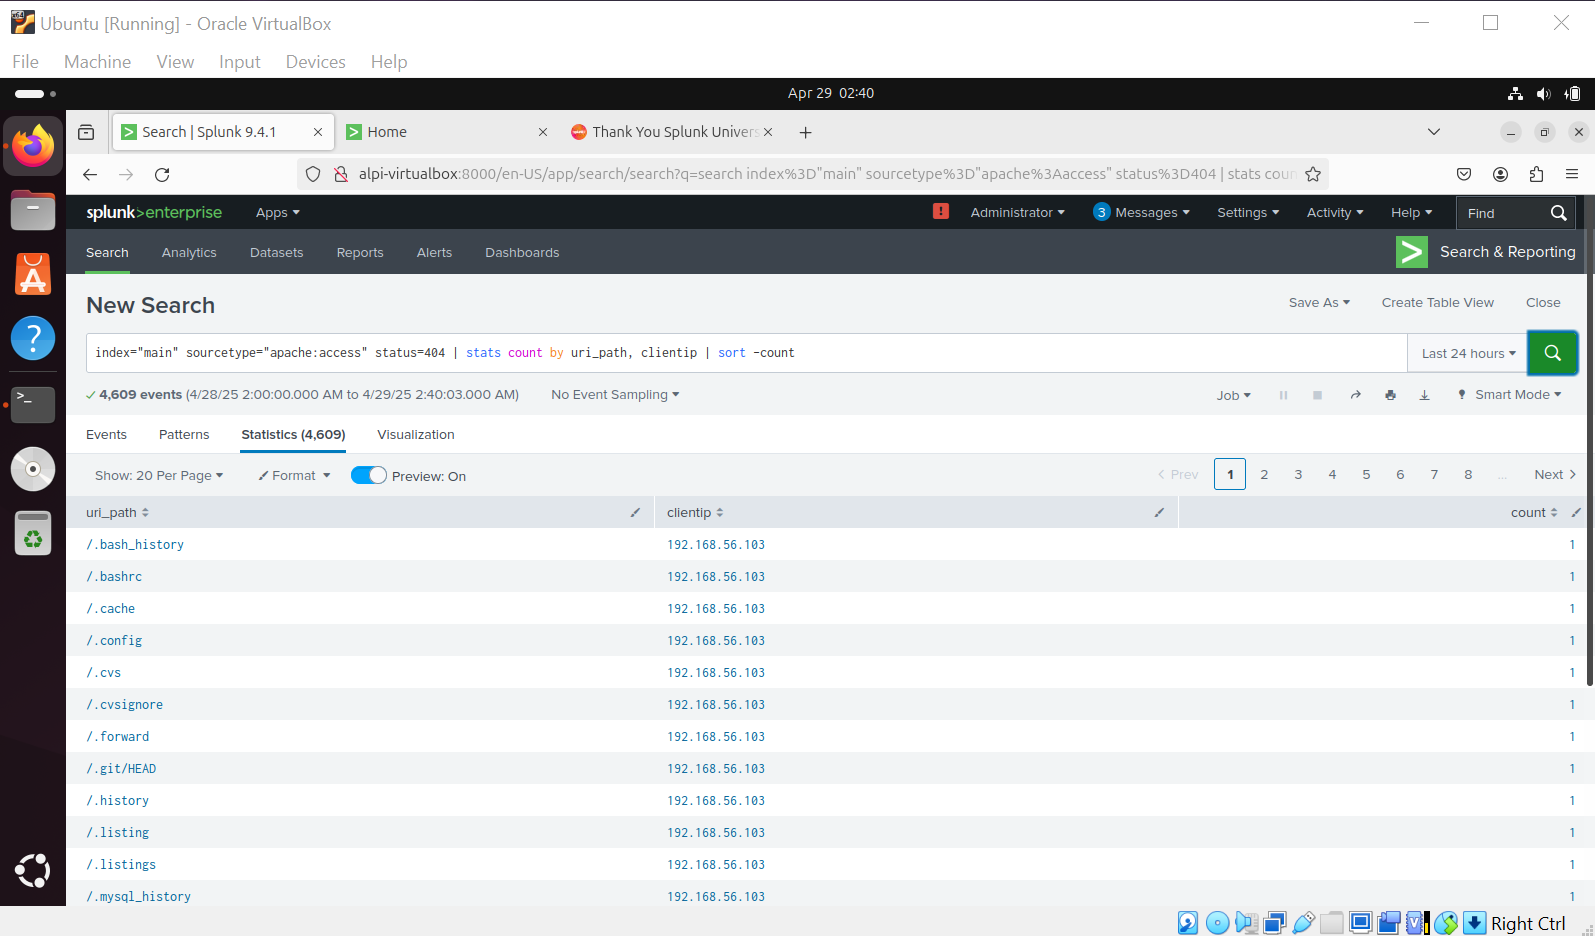 Ubuntu [Running] - Oracle VirtualBox
File Machine View Input Devices Help
Apr 29 02:40
Search | Splunk 9.4.1
Home
Thank You Splunk Univers
alpi-virtualbox:8000/en-US/app/search/search?q=search index%3D"main" sourcetype%3D"apache%3Aaccess" status%3D404 | stats coun
splunk>enterprise Apps Administrator 3 Messages Settings Activity Help Find
Search Analytics Datasets Reports Alerts Dashboards Search & Reporting
New Search
Save As Create Table View Close
index="main" sourcetype="apache:access" status=404 | stats count by uri_path, clientip | sort -count
Last 24 hours
4,609 events (4/28/25 2:00:00.000 AM to 4/29/25 2:40:03.000 AM) No Event Sampling Job Smart Mode
Events Patterns Statistics (4,609) Visualization
Show: 20 Per Page Format Preview: On < Prev 1 2 3 4 5 6 7 8 ... Next >
uri_path clientip count
/.bash_history 192.168.56.103 1
/.bashrc 192.168.56.103 1
/.cache 192.168.56.103 1
/.config 192.168.56.103 1
/.cvs 192.168.56.103 1
/.cvsignore 192.168.56.103 1
/.forward 192.168.56.103 1
/.git/HEAD 192.168.56.103 1
/.history 192.168.56.103 1
/.listing 192.168.56.103 1
/.listings 192.168.56.103 1
/.mysql_history 192.168.56.103 1
Right Ctrl